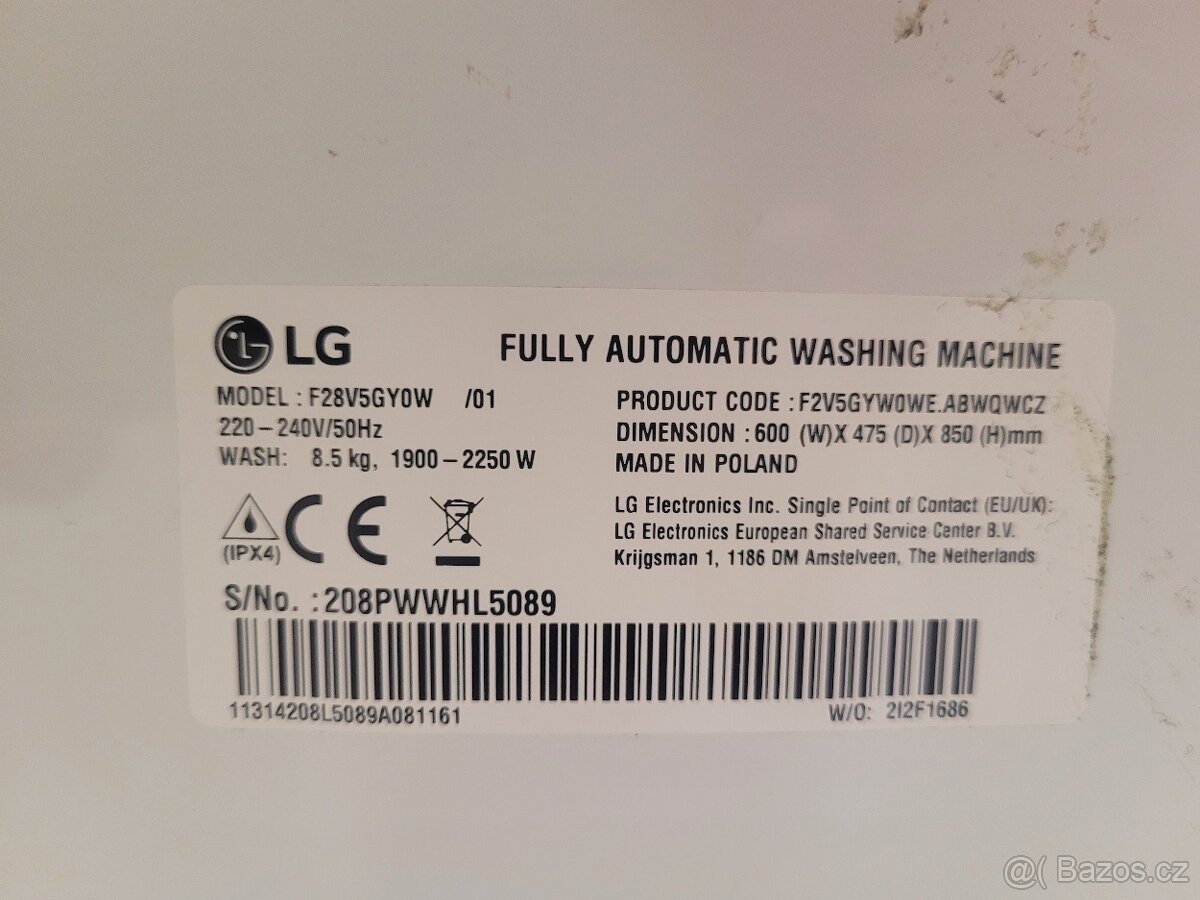 LG
FULLY AUTOMATIC WASHING MACHINE
MODEL : F28V5GY0W /01
220-240V/50Hz
WASH: 8.5 kg, 1900-2250 W
PRODUCT CODE : F2V5GYW0WE.ABWQWCZ
DIMENSION : 600 (W)X 475 (D)X 850 (H)mm
MADE IN POLAND
LG Electronics Inc. Single Point of Contact (EU/UK):
LG Electronics European Shared Service Center B.V.
Krijgsman 1, 1186 DM Amstelveen, The Netherlands
(IPX4)
CE
S/No. : 208PWWHL5089
11314208L5089A081161
W/O: 2I2F1686
@( Bazos.cz